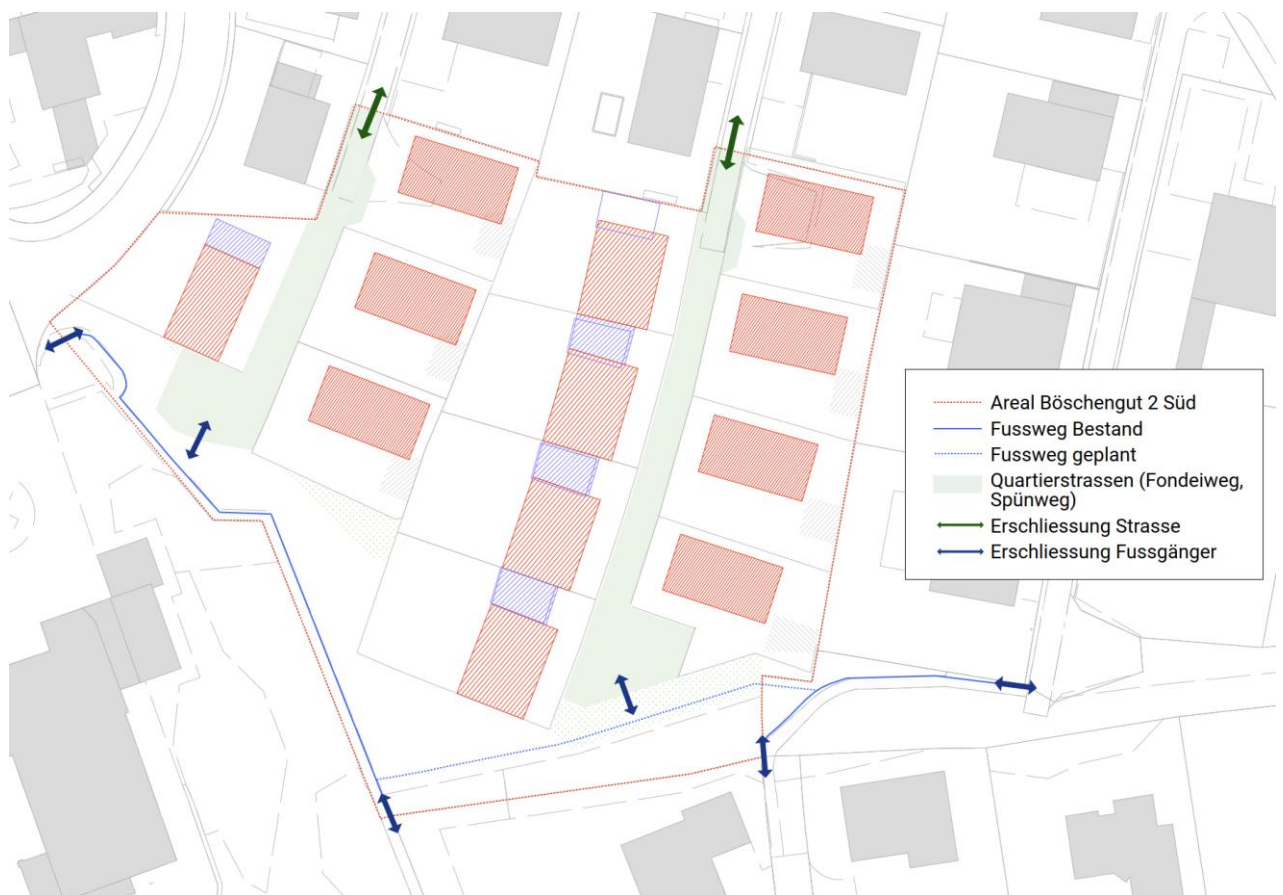 Areal Böschengut 2 Süd
Fussweg Bestand
Fussweg geplant
Quartierstrassen (Fondeiweg,
Spünweg)
Erschliessung Strasse
Erschliessung Fussgänger